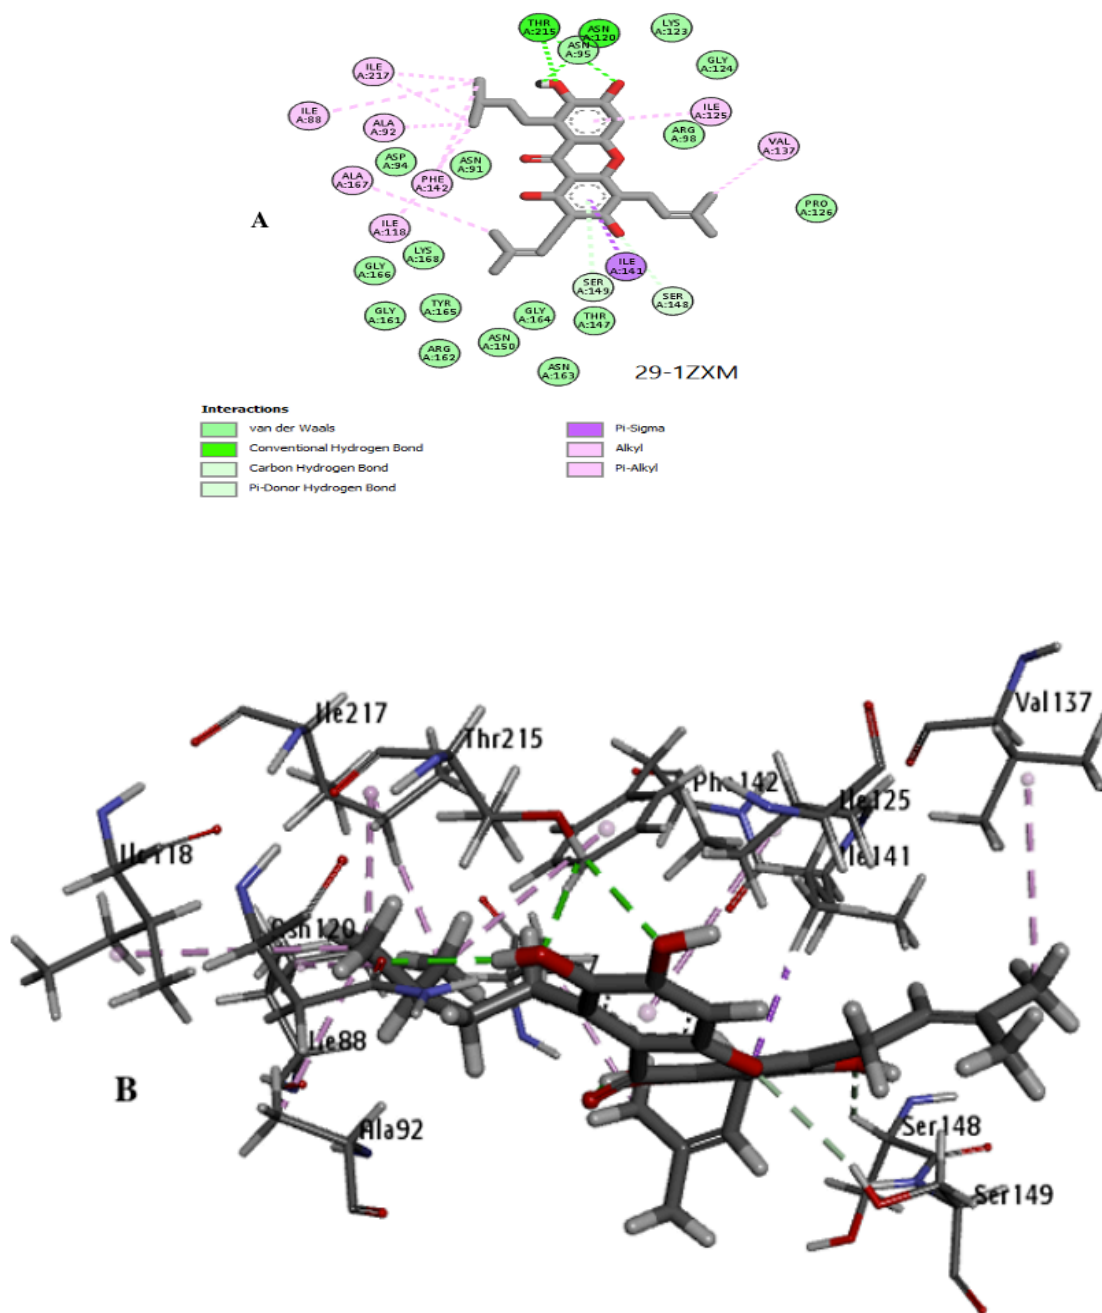 THR
A:215
ASN
A:120
ASN
A:95
LYS
A:123
GLY
A:124
ILE
A:217
ILE
A:88
ALA
A:92
ILE
A:125
ARG
A:98
VAL
A:137
ASP
A:94
ASN
A:91
ALA
A:167
PHE
A:142
PRO
A:126
A
ILE
A:118
LYS
A:168
GLY
A:166
ILE
A:141
SER
A:149
SER
A:148
GLY
A:161
TYR
A:165
GLY
A:164
THR
A:147
ARG
A:162
ASN
A:150
ASN
A:163
29-1ZXM
Interactions
van der Waals
Conventional Hydrogen Bond
Carbon Hydrogen Bond
Pi-Donor Hydrogen Bond
Pi-Sigma
Alkyl
Pi-Alkyl
Ile217
Thr215
Val137
Phe142
Ile125
Ile118
Ile141
Asn120
Ile88
B
Ala92
Ser148
Ser149